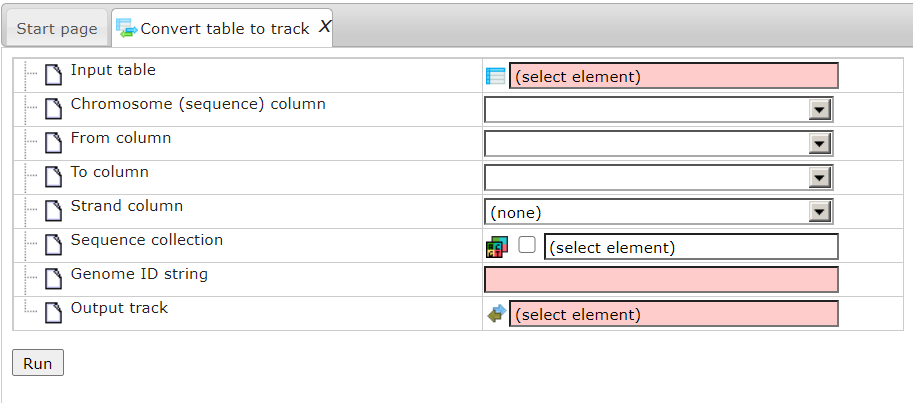 Start page
Convert table to track X
Input table (select element)
Chromosome (sequence) column
From column
To column
Strand column (none)
Sequence collection (select element)
Genome ID string
Output track (select element)
Run